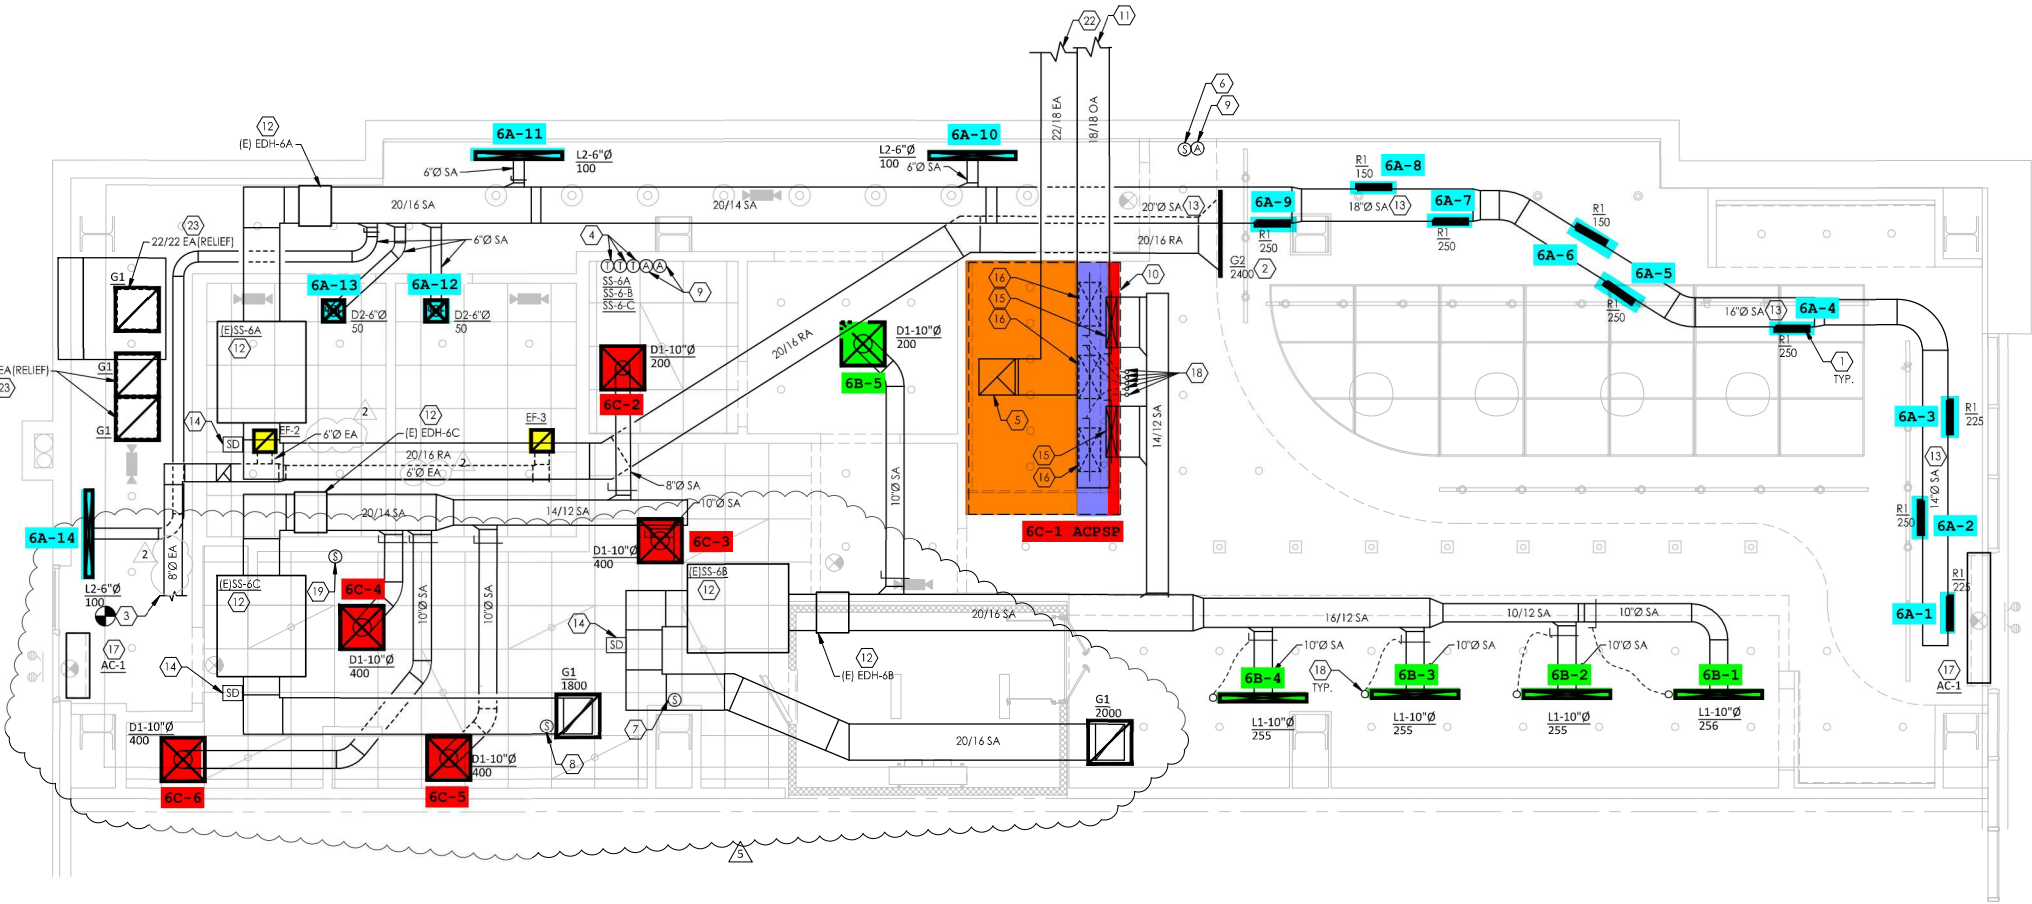 22
11
6
9
12
(E) EDH-6A
6A-11
L2-6"Ø
100
6"Ø SA
6A-10
L2-6"Ø
100
6"Ø SA
22/18 EA
18/18 OA
S
A
R1
150
6A-8
20/16 SA
20/14 SA
20"Ø SA
13
6A-9
R1
250
18"Ø SA
13
6A-7
R1
250
R1
150
23
22/22 EA(RELIEF)
6"Ø SA
4
T
T
T
A
A
SS-6A
SS-6-B
SS-6-C
9
20/16 RA
G2
2400
2
6A-6
6A-5
R1
250
G1
6A-13
6A-12
D2-6"Ø
50
D2-6"Ø
50
16
15
16
10
16"Ø SA
13
6A-4
R1
250
1
TYP.
(E)SS-6A
12
20/16 RA
D1-10"Ø
200
D1-10"Ø
200
6B-5
18
EA(RELIEF)
23
G1
G1
6C-2
5
14/12 SA
6A-3
R1
225
14
SD
EF-2
6"Ø EA
2
12
(E) EDH-6C
EF-3
20/16 RA
6"Ø EA
2
8"Ø SA
10"Ø SA
15
16
13
14"Ø SA
20/14 SA
14/12 SA
10"Ø SA
6C-1 ACPSP
R1
250
6A-2
6A-14
2
8"Ø EA
S
D1-10"Ø
400
6C-3
L2-6"Ø
100
3
(E)SS-6C
12
19
6C-4
10"Ø SA
10"Ø SA
(E)SS-6B
12
R1
225
6A-1
14
SD
20/16 SA
16/12 SA
10/12 SA
10"Ø SA
17
AC-1
14
SD
D1-10"Ø
400
12
(E) EDH-6B
10"Ø SA
10"Ø SA
10"Ø SA
6B-4
18
TYP.
6B-3
6B-2
6B-1
17
AC-1
G1
1800
S
7
G1
2000
L1-10"Ø
255
L1-10"Ø
255
L1-10"Ø
255
L1-10"Ø
256
D1-10"Ø
400
S
8
20/16 SA
D1-10"Ø
400
6C-6
6C-5
5